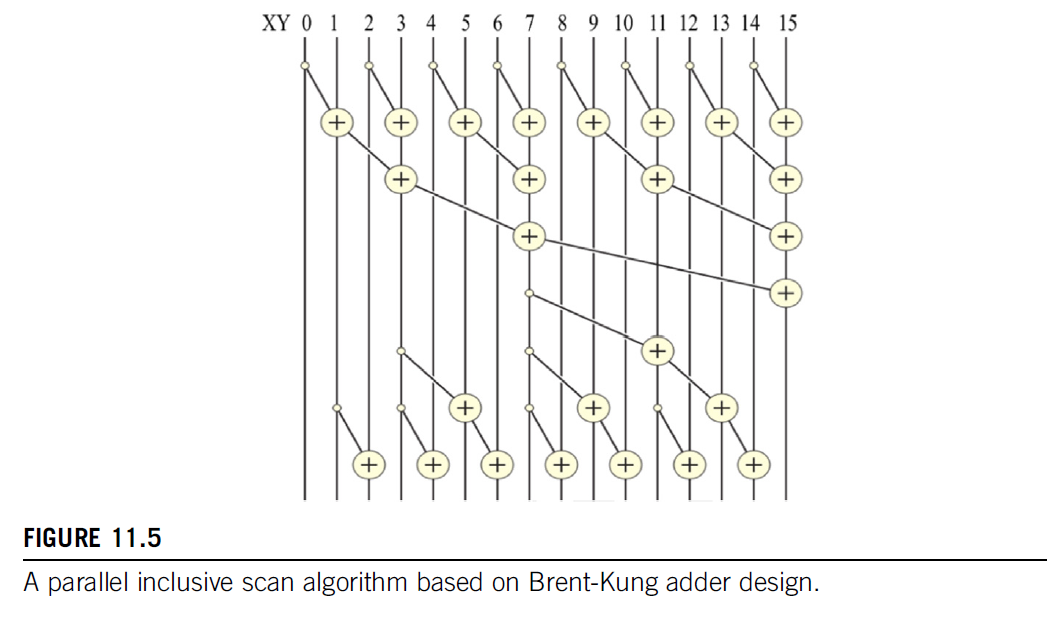 XY 0 1 2 3 4 5 6 7 8 9 10 11 12 13 14 15
+ + + + + + + +
+ + + +
+ +
+
+
+ + +
+ + + + + + +
FIGURE 11.5
A parallel inclusive scan algorithm based on Brent-Kung adder design.